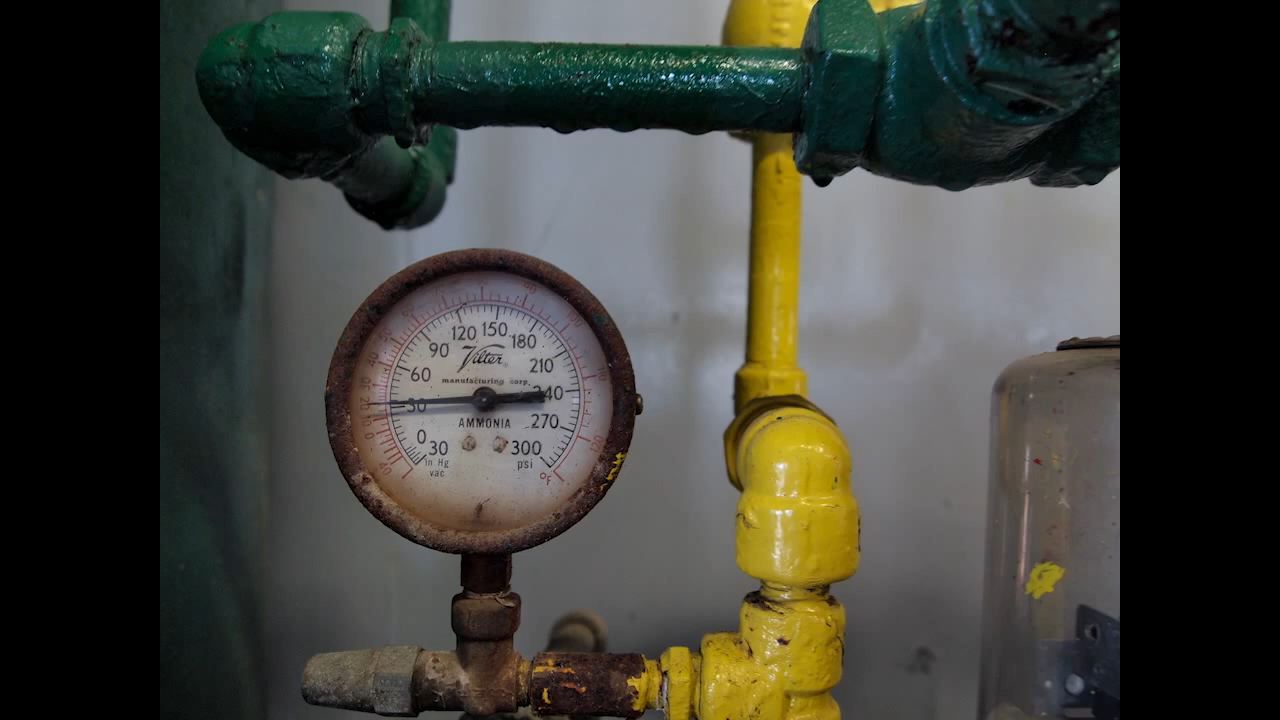 120 150 180
90 210
Vilter
60
manufacturing corp.
30 240
AMMONIA
270
0
30 300
in. Hg psi
vac.
°F